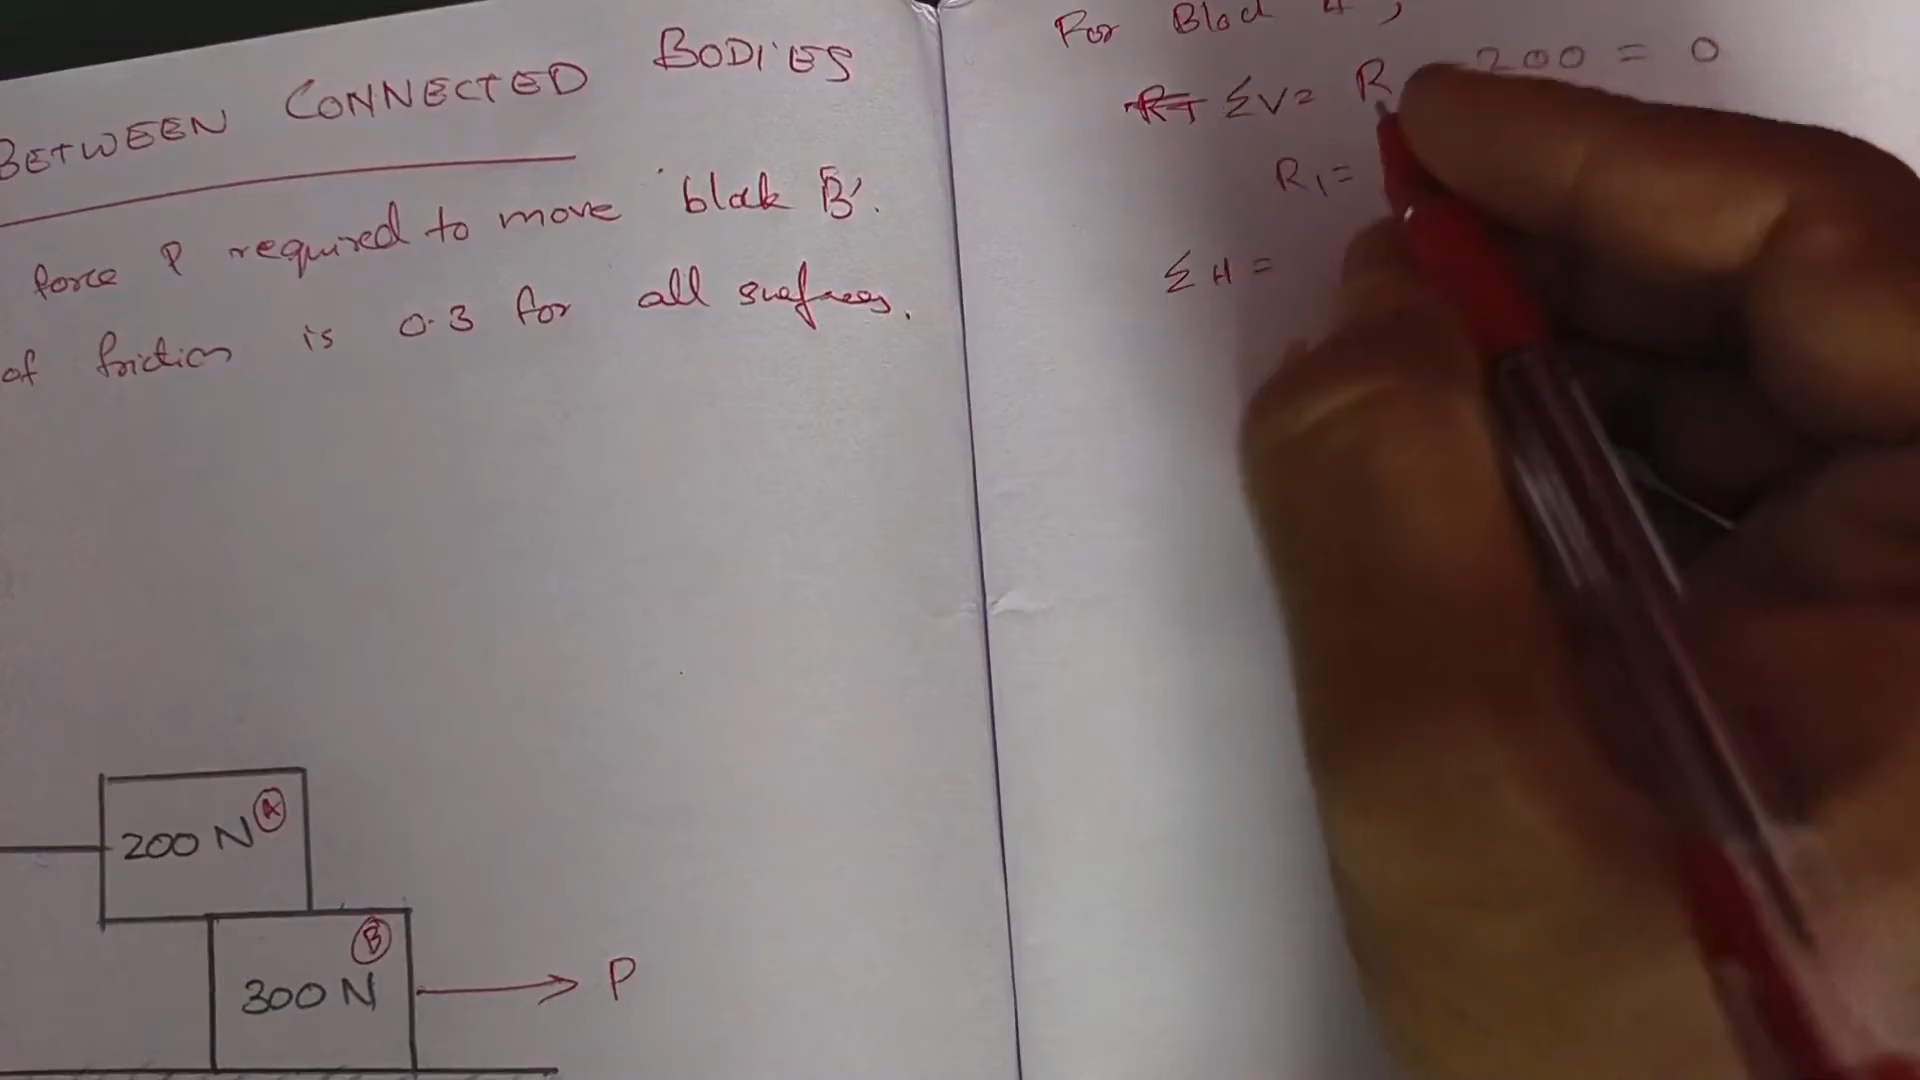 BETWEEN CONNECTED BODIES
force P required to move block B'.
of friction is 0.3 for all surfaces.
200 N A
B
300 N
P
For
ΣV= R 200 = 0
R1=
ΣH=